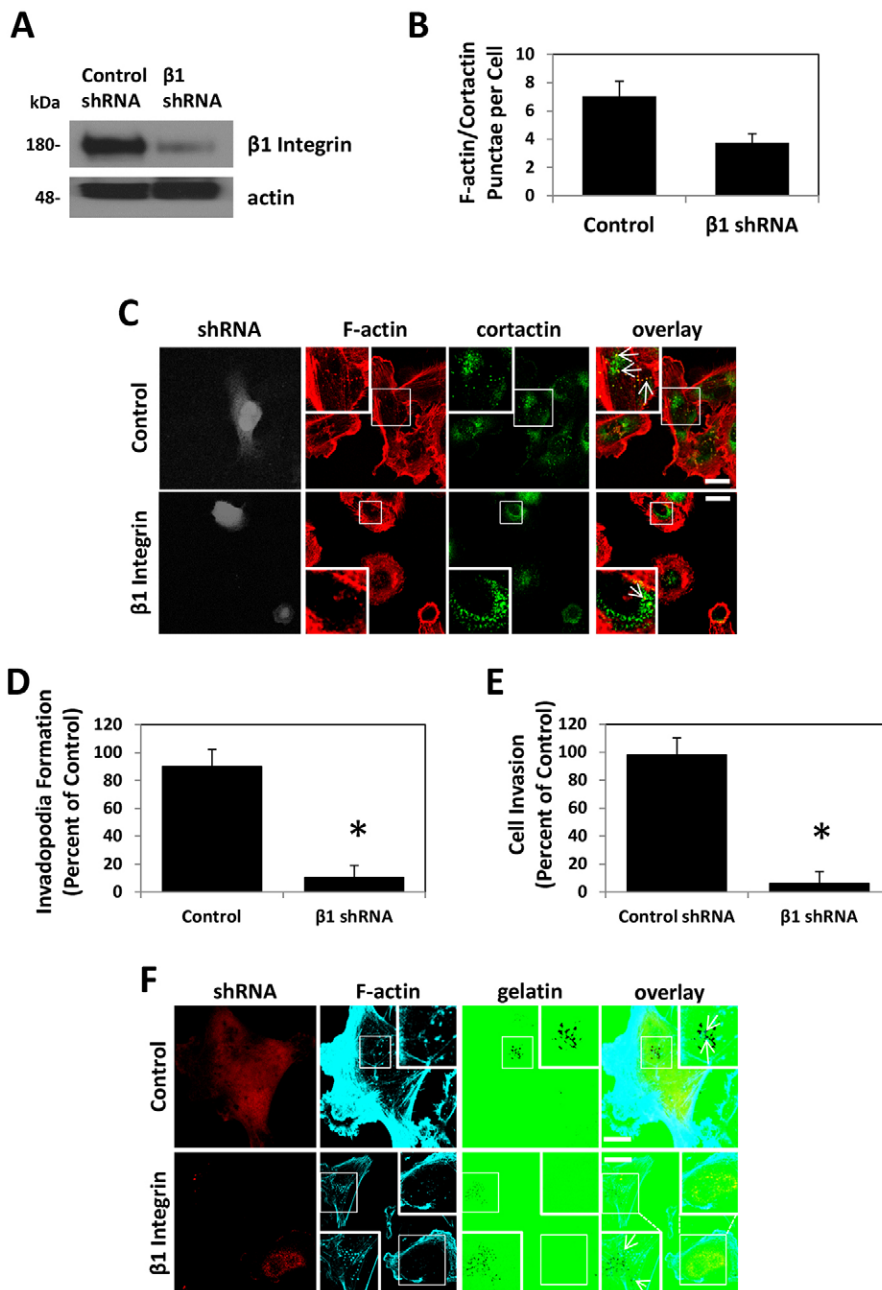 A
Control
shRNA
β1
shRNA
kDa
180-
β1 Integrin
48-
actin
B
F-actin/Cortactin
Punctae per Cell
10
8
6
4
2
0
Control
β1 shRNA
C
shRNA
F-actin
cortactin
overlay
Control
β1 Integrin
D
Invadopodia Formation
(Percent of Control)
120
100
80
60
40
20
0
*
Control
β1 shRNA
E
Cell Invasion
(Percent of Control)
120
100
80
60
40
20
0
*
Control shRNA
β1 shRNA
F
shRNA
F-actin
gelatin
overlay
Control
β1 Integrin